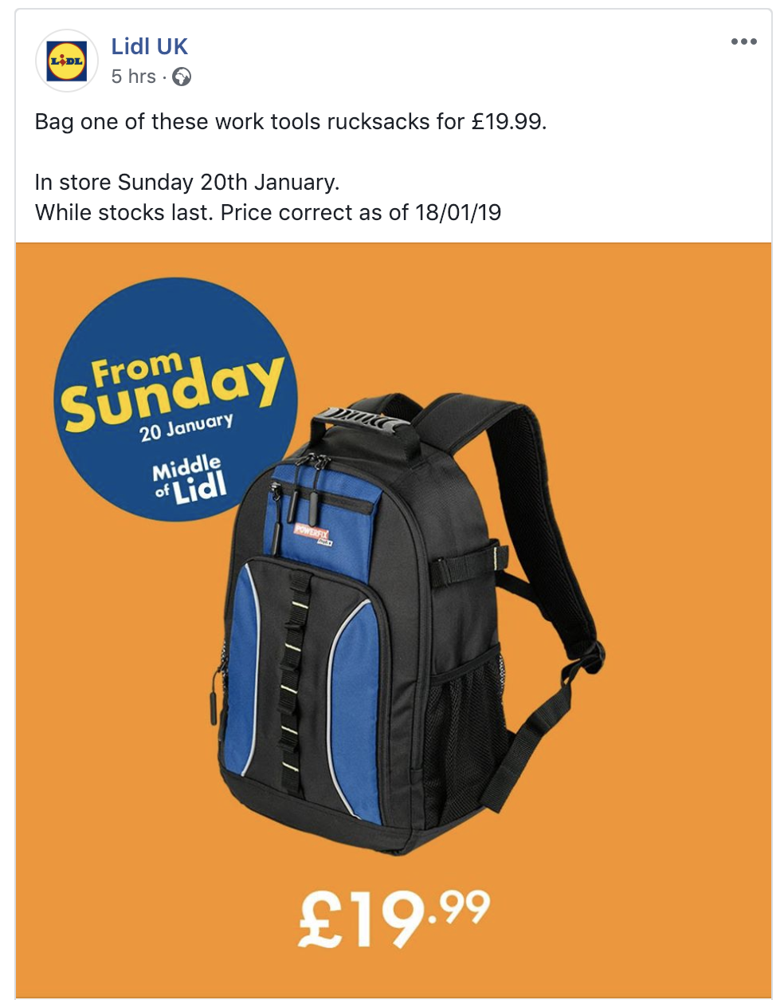 Lidl UK
LIDL
5 hrs ·
Bag one of these work tools rucksacks for £19.99.
In store Sunday 20th January.
While stocks last. Price correct as of 18/01/19
From
Sunday
20 January
Middle
of Lidl
POWERFIX
£19.99